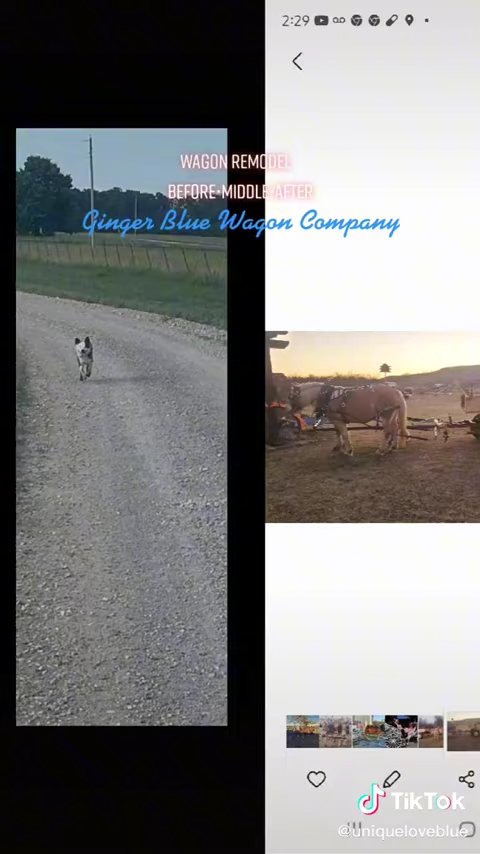 2:29
WAGON REMODEL
BEFORE-MIDDLE-AFTER
Ginger Blue Wagon Company
TikTok
@uniqueloveblue